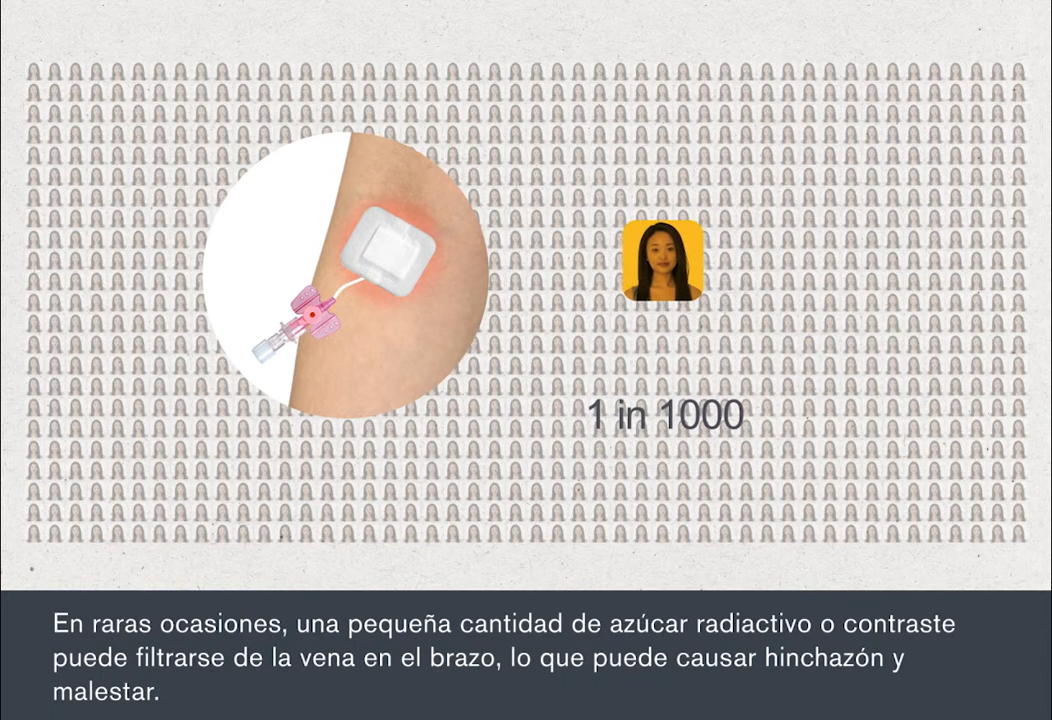 1 in 1000
En raras ocasiones, una pequeña cantidad de azúcar radiactivo o contraste
puede filtrarse de la vena en el brazo, lo que puede causar hinchazón y
malestar.